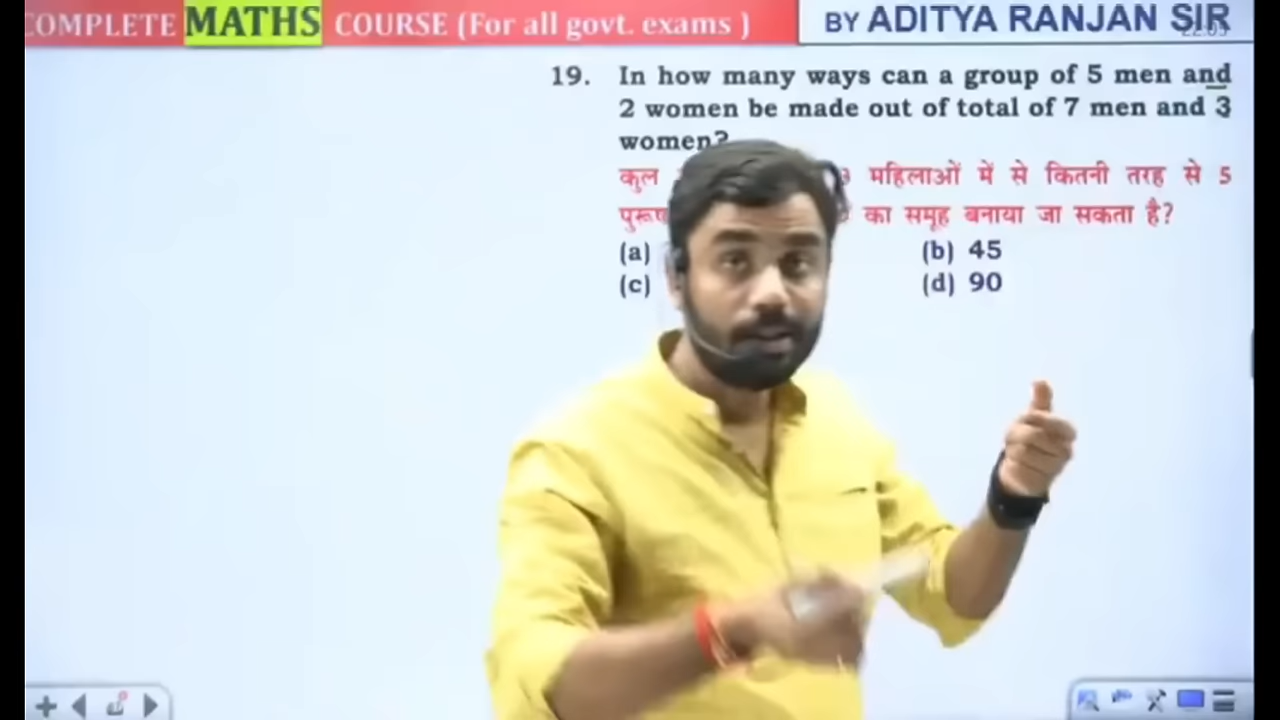 COMPLETE MATHS COURSE (For all govt. exams )
BY ADITYA RANJAN SIR
19. In how many ways can a group of 5 men and
2 women be made out of total of 7 men and 3
women?
कुल महिलाओं में से कितनी तरह से 5
का समूह बनाया जा सकता है?
(a) (b) 45
(c) (d) 90